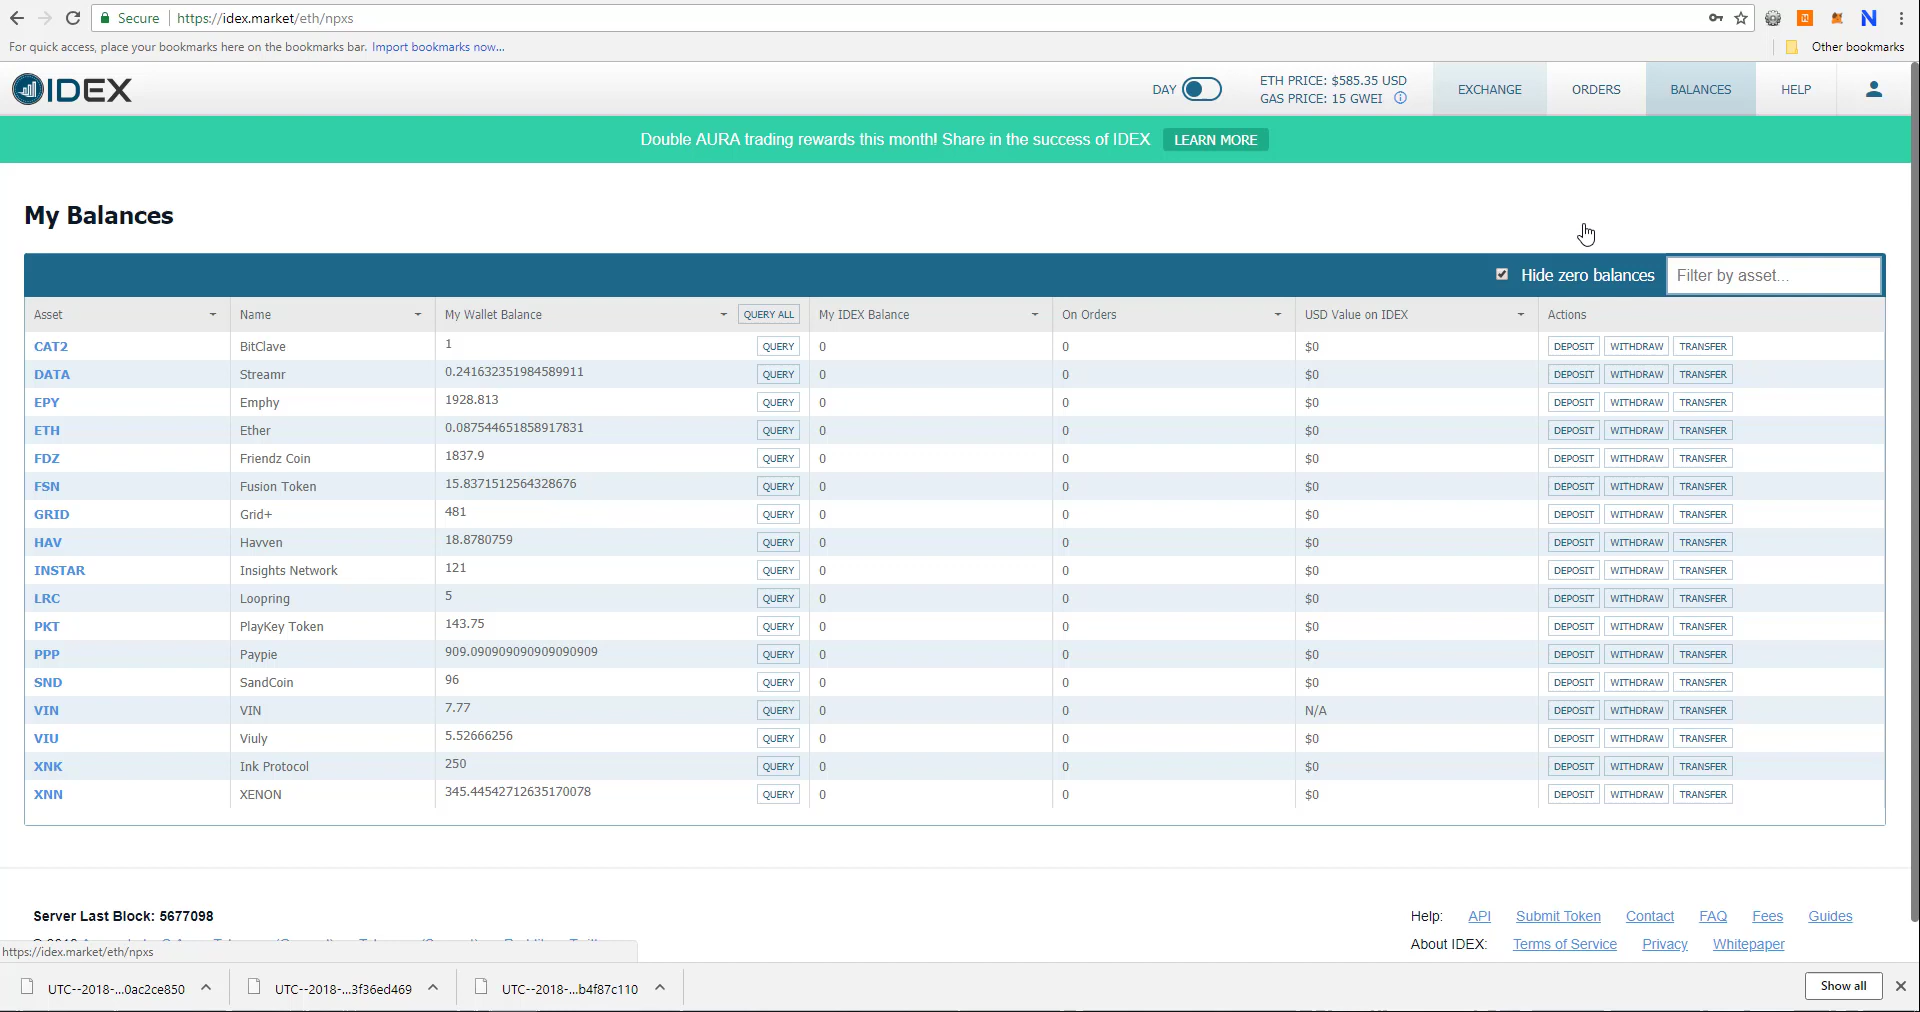 Secure | https://idex.market/eth/npxs
For quick access, place your bookmarks here on the bookmarks bar. Import bookmarks now...
Other bookmarks
IDEX
DAY
ETH PRICE: $585.35 USD
GAS PRICE: 15 GWEI
EXCHANGE ORDERS BALANCES HELP
Double AURA trading rewards this month! Share in the success of IDEX LEARN MORE
My Balances
Hide zero balances Filter by asset...
Asset Name My Wallet Balance QUERY ALL My IDEX Balance On Orders USD Value on IDEX Actions
CAT2 BitClave 1 QUERY 0 0 $0 DEPOSIT WITHDRAW TRANSFER
DATA Streamr 0.241632351984589911 QUERY 0 0 $0 DEPOSIT WITHDRAW TRANSFER
EPY Emphy 1928.813 QUERY 0 0 $0 DEPOSIT WITHDRAW TRANSFER
ETH Ether 0.087544651858917831 QUERY 0 0 $0 DEPOSIT WITHDRAW TRANSFER
FDZ Friendz Coin 1837.9 QUERY 0 0 $0 DEPOSIT WITHDRAW TRANSFER
FSN Fusion Token 15.8371512564328676 QUERY 0 0 $0 DEPOSIT WITHDRAW TRANSFER
GRID Grid+ 481 QUERY 0 0 $0 DEPOSIT WITHDRAW TRANSFER
HAV Havven 18.8780759 QUERY 0 0 $0 DEPOSIT WITHDRAW TRANSFER
INSTAR Insights Network 121 QUERY 0 0 $0 DEPOSIT WITHDRAW TRANSFER
LRC Loopring 5 QUERY 0 0 $0 DEPOSIT WITHDRAW TRANSFER
PKT PlayKey Token 143.75 QUERY 0 0 $0 DEPOSIT WITHDRAW TRANSFER
PPP Paypie 909.090909090909090909 QUERY 0 0 $0 DEPOSIT WITHDRAW TRANSFER
SND SandCoin 96 QUERY 0 0 $0 DEPOSIT WITHDRAW TRANSFER
VIN VIN 7.77 QUERY 0 0 N/A DEPOSIT WITHDRAW TRANSFER
VIU Viuly 5.52666256 QUERY 0 0 $0 DEPOSIT WITHDRAW TRANSFER
XNK Ink Protocol 250 QUERY 0 0 $0 DEPOSIT WITHDRAW TRANSFER
XNN XENON 345.44542712635170078 QUERY 0 0 $0 DEPOSIT WITHDRAW TRANSFER
Server Last Block: 5677098
Help: API Submit Token Contact FAQ Fees Guides
About IDEX: Terms of Service Privacy Whitepaper
https://idex.market/eth/npxs
UTC--2018-...0ac2ce850 UTC--2018-...3f36ed469 UTC--2018-...b4f87c110 Show all